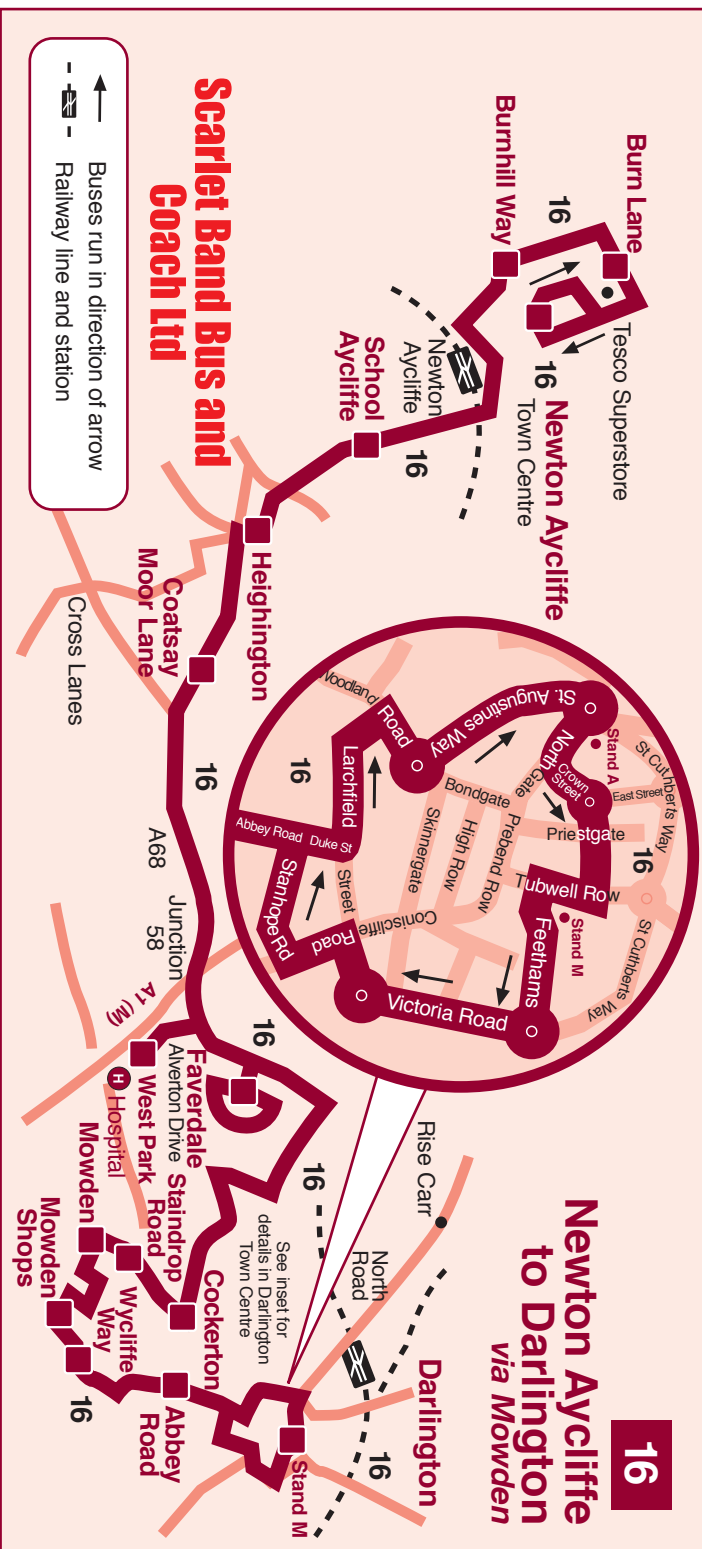 16
Newton Aycliffe
to Darlington
via Mowden
Burn Lane
16
Tesco Superstore
Burnhill Way
16
Newton Aycliffe
Town Centre
Newton
Aycliffe
School
Aycliffe
16
Scarlet Band Bus and
Coach Ltd
Buses run in direction of arrow
Railway line and station
Heighington
Coatsay
Moor Lane
Cross Lanes
16
A68
Junction
58
A1 (M)
16
Faverdale
Alverton Drive
West Park
H Hospital
Staindrop
Road
Mowden
Mowden
Shops
Wycliffe
Way
Cockerton
16
Abbey
Road
16
See inset for
details in Darlington
Town Centre
Rise Carr
North
Road
Darlington
16
Stand M
Woodland
Road
St. Augustines Way
Stand A
St Cuthberts Way
North
Gate
Crown
Street
East Street
Priestgate
16
Bondgate
Prebend Row
High Row
Skinnergate
Tubwell Row
Stand M
St Cuthberts Way
Feethams
Victoria Road
Coniscliffe
Road
Stanhope Rd
Street
Larchfield
16
Abbey Road
Duke St